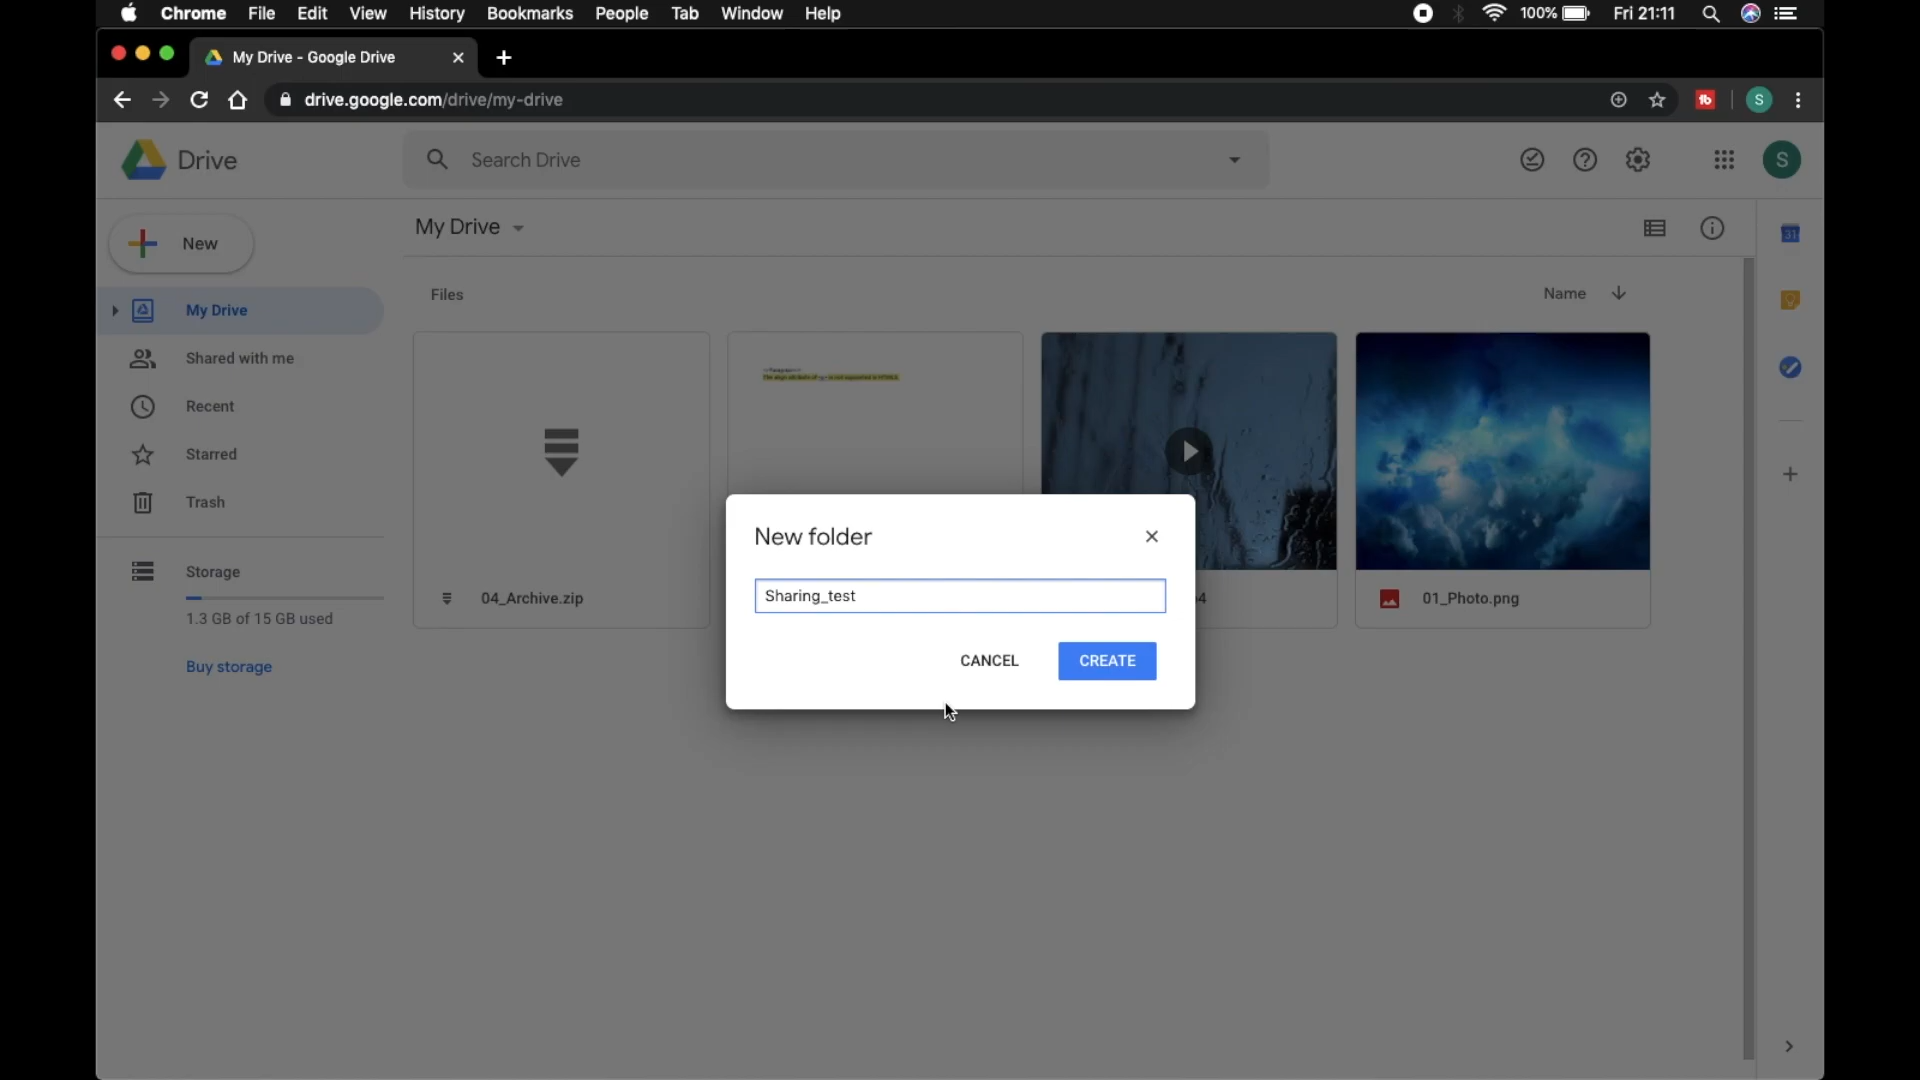 Chrome File Edit View History Bookmarks People Tab Window Help 100% Fri 21:11
My Drive - Google Drive
drive.google.com/drive/my-drive
S
Drive
Search Drive
S
New
My Drive
31
My Drive
Files
Name
Shared with me
Recent
Starred
Trash
Storage
1.3 GB of 15 GB used
Buy storage
04_Archive.zip
4
01_Photo.png
New folder
Sharing_test
CANCEL
CREATE